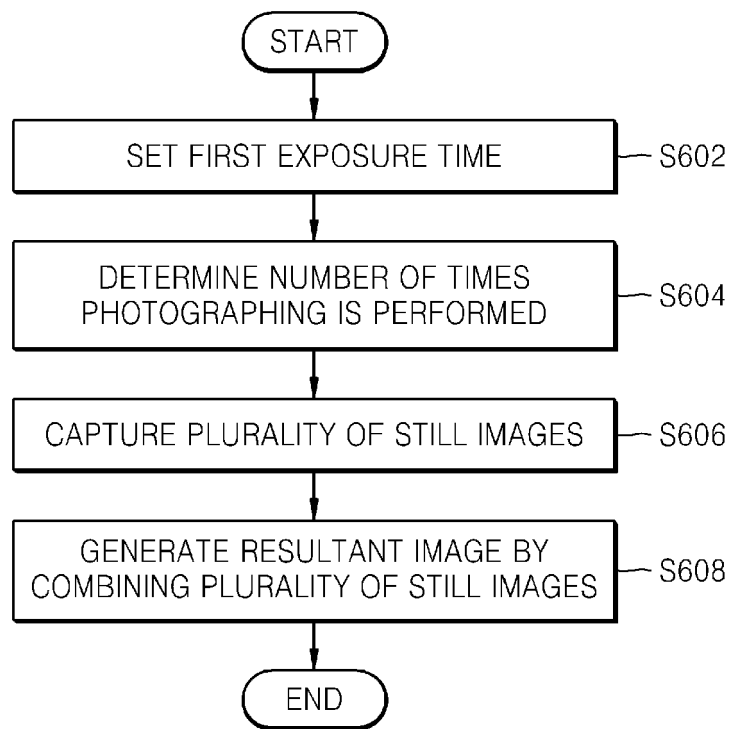 START
SET FIRST EXPOSURE TIME
S602
DETERMINE NUMBER OF TIMES
PHOTOGRAPHING IS PERFORMED
S604
CAPTURE PLURALITY OF STILL IMAGES
S606
GENERATE RESULTANT IMAGE BY
COMBINING PLURALITY OF STILL IMAGES
S608
END